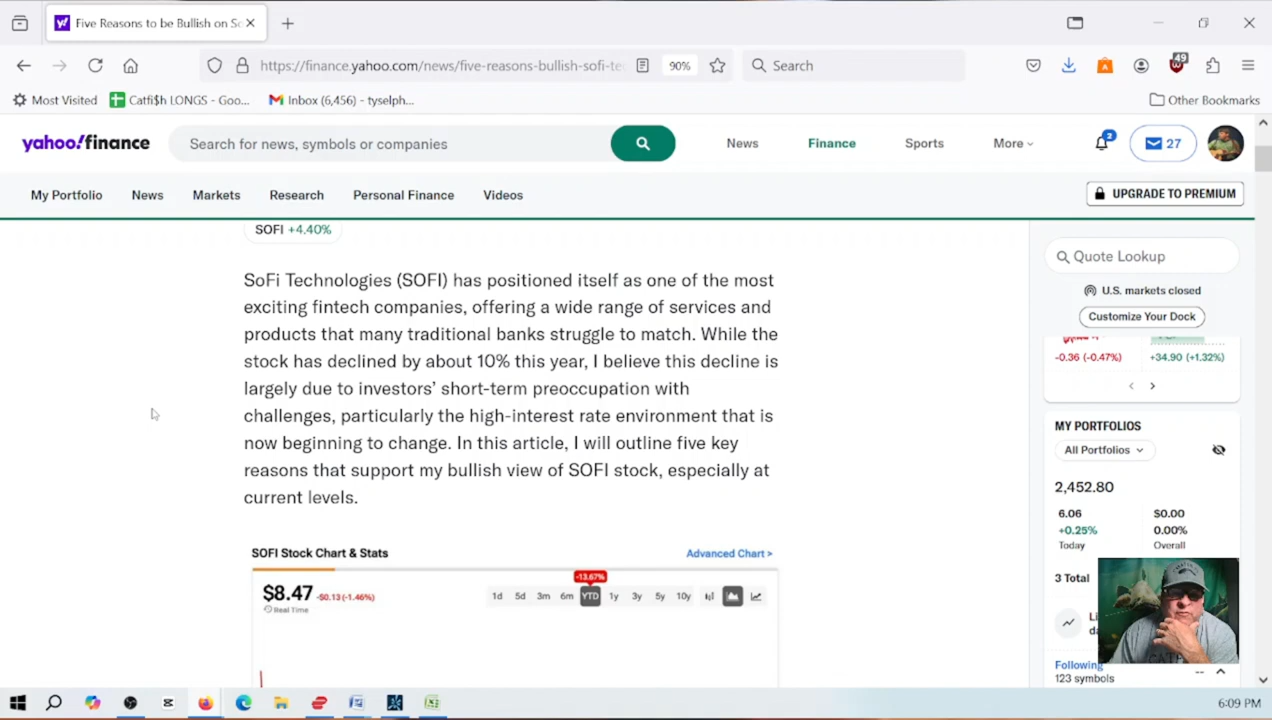 Five Reasons to be Bullish on So
https://finance.yahoo.com/news/five-reasons-bullish-sofi-tec
90%
Search
49
Most Visited
Catfi$h LONGS - Goo...
Inbox (6,456) – tyselph...
Other Bookmarks
yahoo!finance
Search for news, symbols or companies
News
Finance
Sports
More
2
27
My Portfolio
News
Markets
Research
Personal Finance
Videos
UPGRADE TO PREMIUM
SOFI +4.40%
SoFi Technologies (SOFI) has positioned itself as one of the most
exciting fintech companies, offering a wide range of services and
products that many traditional banks struggle to match. While the
stock has declined by about 10% this year, I believe this decline is
largely due to investors' short-term preoccupation with
challenges, particularly the high-interest rate environment that is
now beginning to change. In this article, I will outline five key
reasons that support my bullish view of SOFI stock, especially at
current levels.
SOFI Stock Chart & Stats
Advanced Chart >
$8.47 -$0.13 (-1.46%)
Real Time
-13.67%
1d 5d 3m 6m YTD 1y 3y 5y 10y
Quote Lookup
U.S. markets closed
Customize Your Dock
-0.36 (-0.47%)
+34.90 (+1.32%)
MY PORTFOLIOS
All Portfolios
2,452.80
6.06
$0.00
+0.25%
0.00%
Today
Overall
3 Total
Following
123 symbols
--
6:09 PM